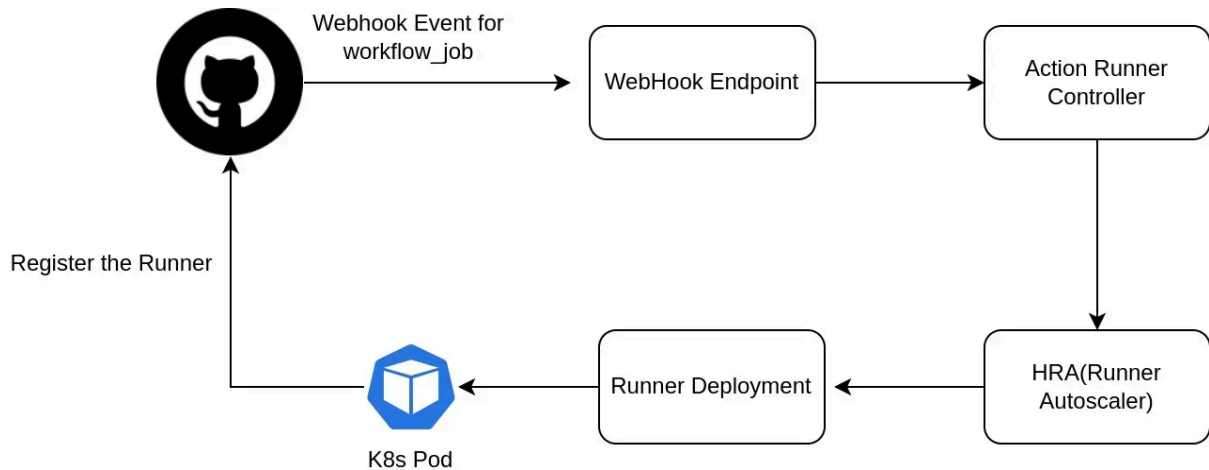 Webhook Event for
workflow_job
WebHook Endpoint
Action Runner
Controller
Register the Runner
HRA(Runner
Autoscaler)
Runner Deployment
K8s Pod